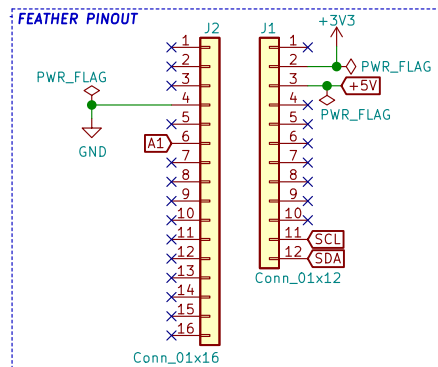 FEATHER PINOUT
J2
1
2
3
4
5
6
7
8
9
10
11
12
13
14
15
16
Conn_01x16
PWR_FLAG
GND
A1
J1
1
2
3
4
5
6
7
8
9
10
11
12
Conn_01x12
+3V3
PWR_FLAG
+5V
PWR_FLAG
SCL
SDA